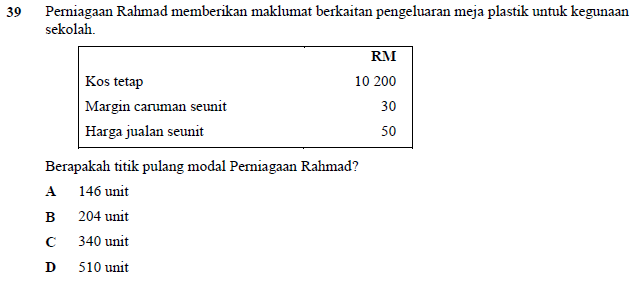 39 Perniagaan Rahmad memberikan maklumat berkaitan pengeluaran meja plastik untuk kegunaan
sekolah.
RM
Kos tetap 10 200
Margin caruman seunit 30
Harga jualan seunit 50
Berapakah titik pulang modal Perniagaan Rahmad?
A 146 unit
B 204 unit
C 340 unit
D 510 unit